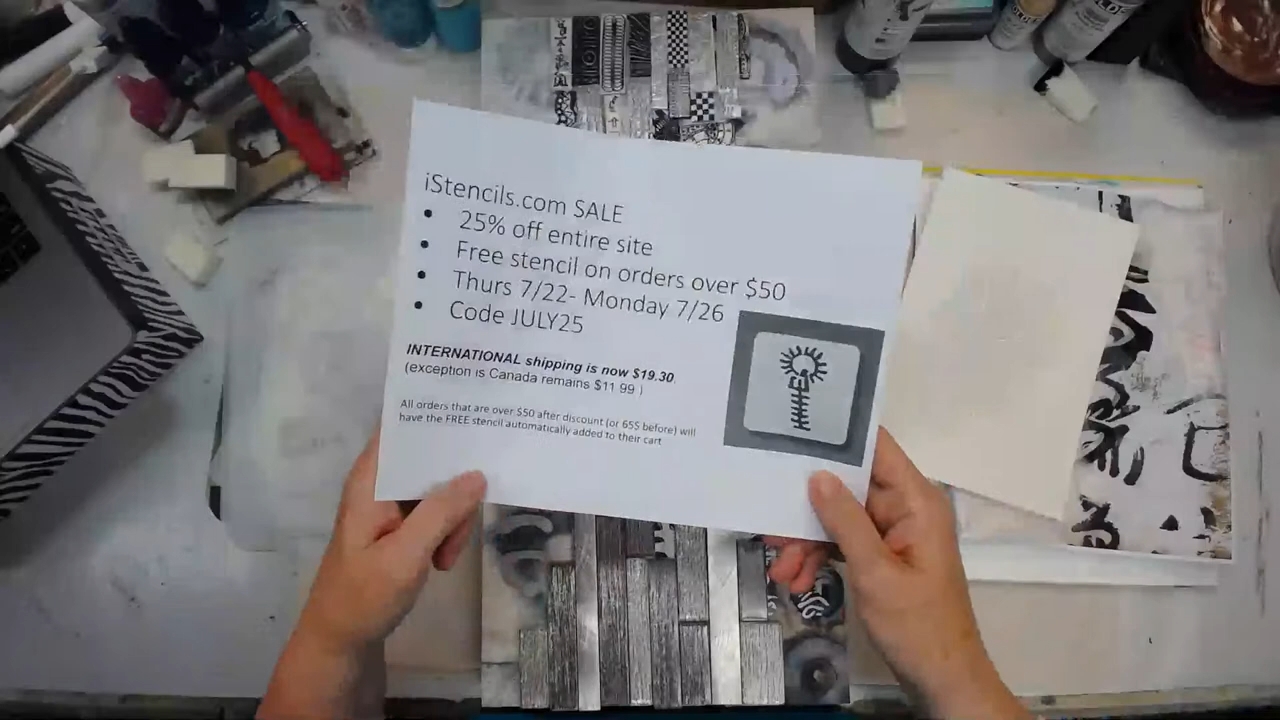 iStencils.com SALE
• 25% off entire site
• Free stencil on orders over $50
• Thurs 7/22- Monday 7/26
• Code JULY25
INTERNATIONAL shipping is now $19.30
(exception is Canada remains $11.99 )
All orders that are over $50 after discount (or 65$ before) will
have the FREE stencil automatically added to their cart